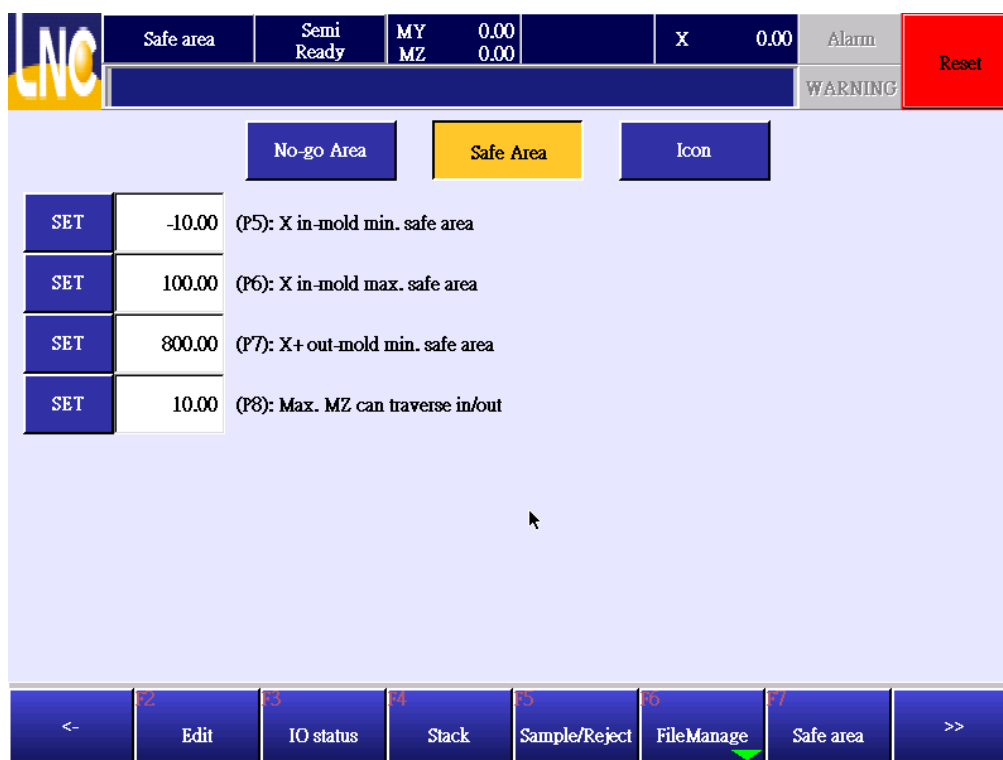 LNC
Safe area
Semi
Ready
MY 0.00
MZ 0.00
X 0.00
Alarm
WARNING
Reset
No-go Area
Safe Area
Icon
SET -10.00 (P5): X in-mold min. safe area
SET 100.00 (P6): X in-mold max. safe area
SET 800.00 (P7): X+ out-mold min. safe area
SET 10.00 (P8): Max. MZ can traverse in/out
<-
F2
Edit
F3
IO status
F4
Stack
F5
Sample/Reject
F6
FileManage
F7
Safe area
>>